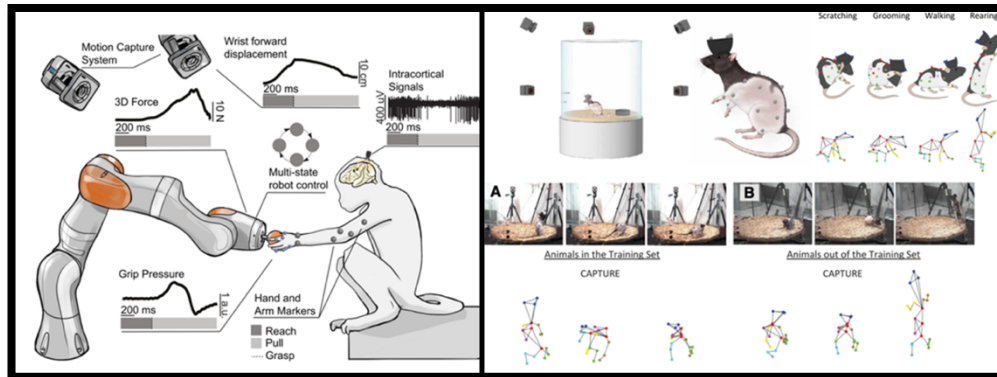 Motion Capture
System
Wrist forward
displacement
10 cm
200 ms
Intracortical
Signals
400 uV
200 ms
3D Force
10 N
200 ms
Multi-state
robot control
Grip Pressure
1 a.u.
200 ms
Hand and
Arm Markers
Reach
Pull
Grasp
Scratching Grooming Walking Rearing
A
B
Animals in the Training Set
Animals out of the Training Set
CAPTURE
CAPTURE